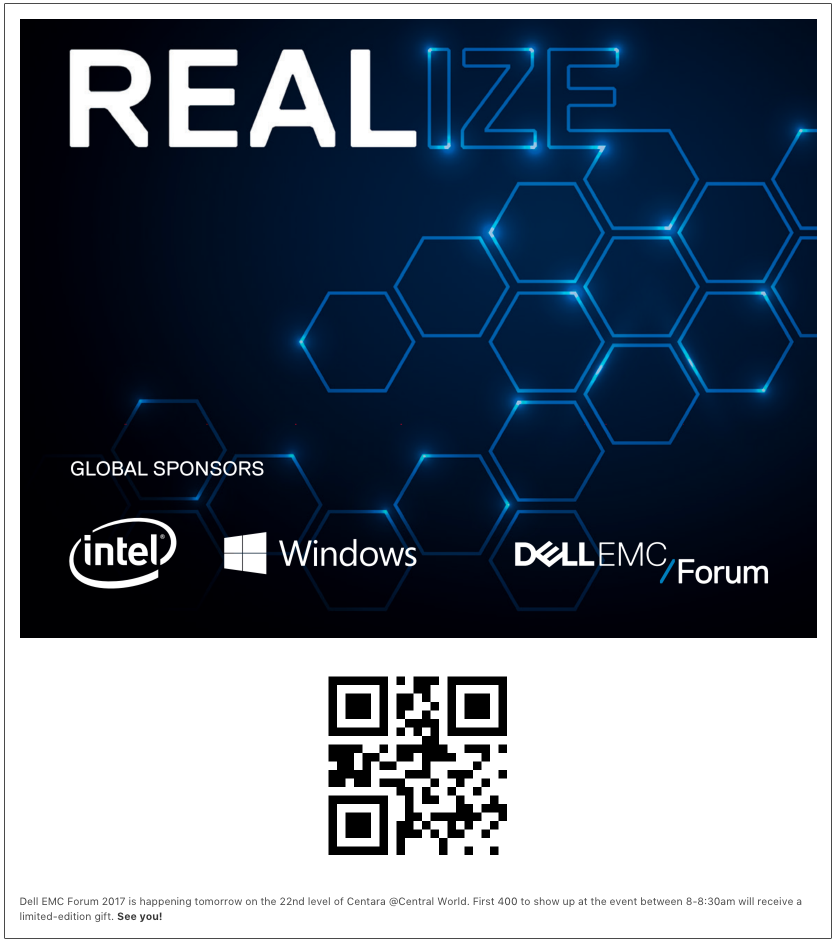 REALIZE
GLOBAL SPONSORS
intel® Windows DELLEMC/Forum
Dell EMC Forum 2017 is happening tomorrow on the 22nd level of Centara @Central World. First 400 to show up at the event between 8-8:30am will receive a
limited-edition gift. See you!